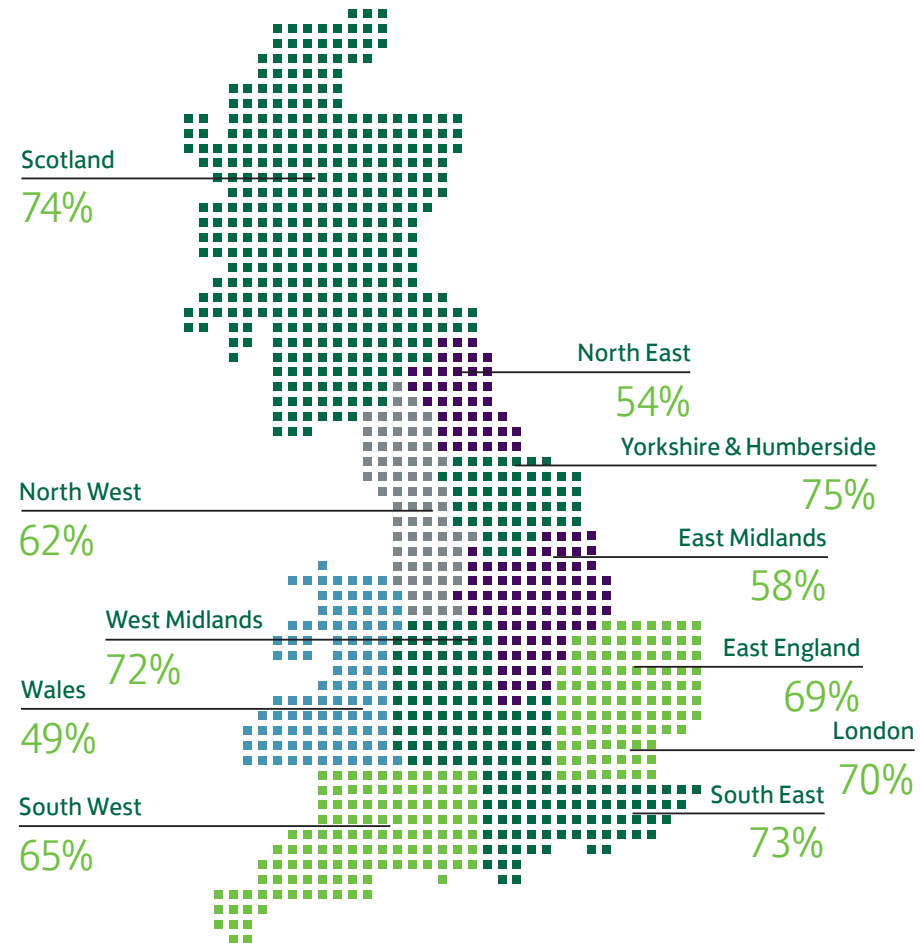 Scotland
74%
North East
54%
Yorkshire & Humberside
75%
North West
62%
East Midlands
58%
West Midlands
72%
East England
69%
Wales
49%
London
70%
South East
73%
South West
65%